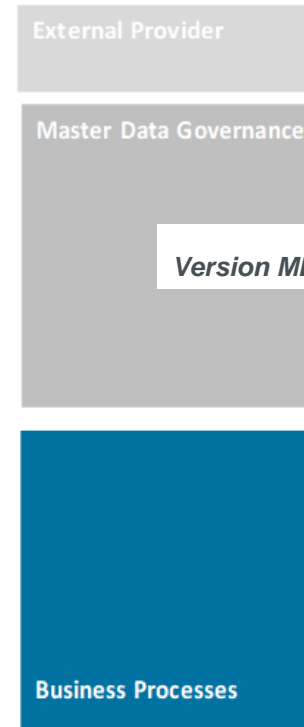 External Provider
Master Data Governance
Version M
Business Processes